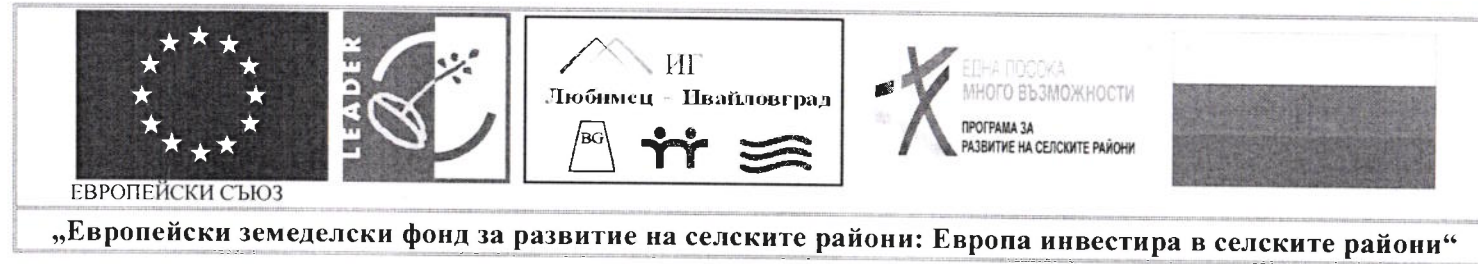 ЕВРОПЕЙСКИ СЪЮЗ
LEADER
ИГ
Любимец - Ивайловград
BG
ЕДНА ПОСОКА
МНОГО ВЪЗМОЖНОСТИ
ПРОГРАМА ЗА
РАЗВИТИЕ НА СЕЛСКИТЕ РАЙОНИ
„Европейски земеделски фонд за развитие на селските райони: Европа инвестира в селските райони“